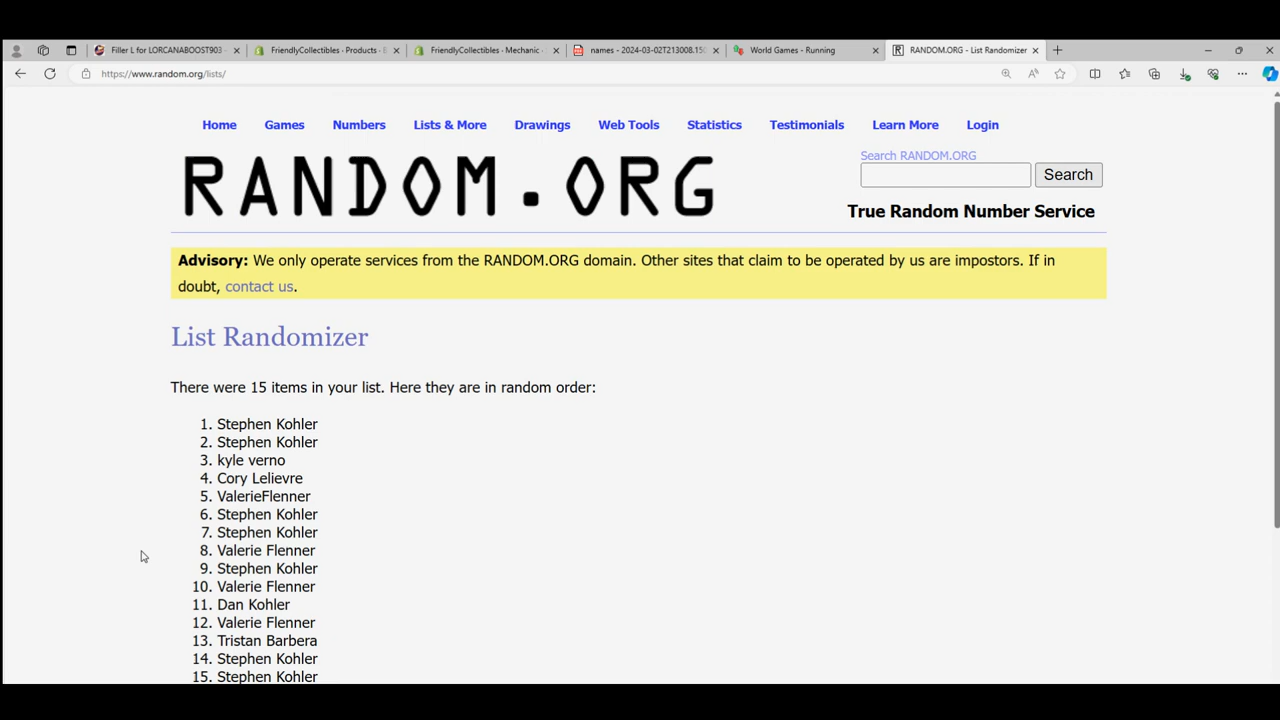 Filler L for LORCANABOOST903 -
FriendlyCollectibles · Products · B
FriendlyCollectibles · Mechanic -
names - 2024-03-02T213008.150
World Games - Running
RANDOM.ORG - List Randomizer
https://www.random.org/lists/
Home Games Numbers Lists & More Drawings Web Tools Statistics Testimonials Learn More Login
RANDOM.ORG
Search RANDOM.ORG
Search
True Random Number Service
Advisory: We only operate services from the RANDOM.ORG domain. Other sites that claim to be operated by us are impostors. If in
doubt, contact us.
List Randomizer
There were 15 items in your list. Here they are in random order:
1. Stephen Kohler
2. Stephen Kohler
3. kyle verno
4. Cory Lelievre
5. ValerieFlenner
6. Stephen Kohler
7. Stephen Kohler
8. Valerie Flenner
9. Stephen Kohler
10. Valerie Flenner
11. Dan Kohler
12. Valerie Flenner
13. Tristan Barbera
14. Stephen Kohler
15. Stephen Kohler